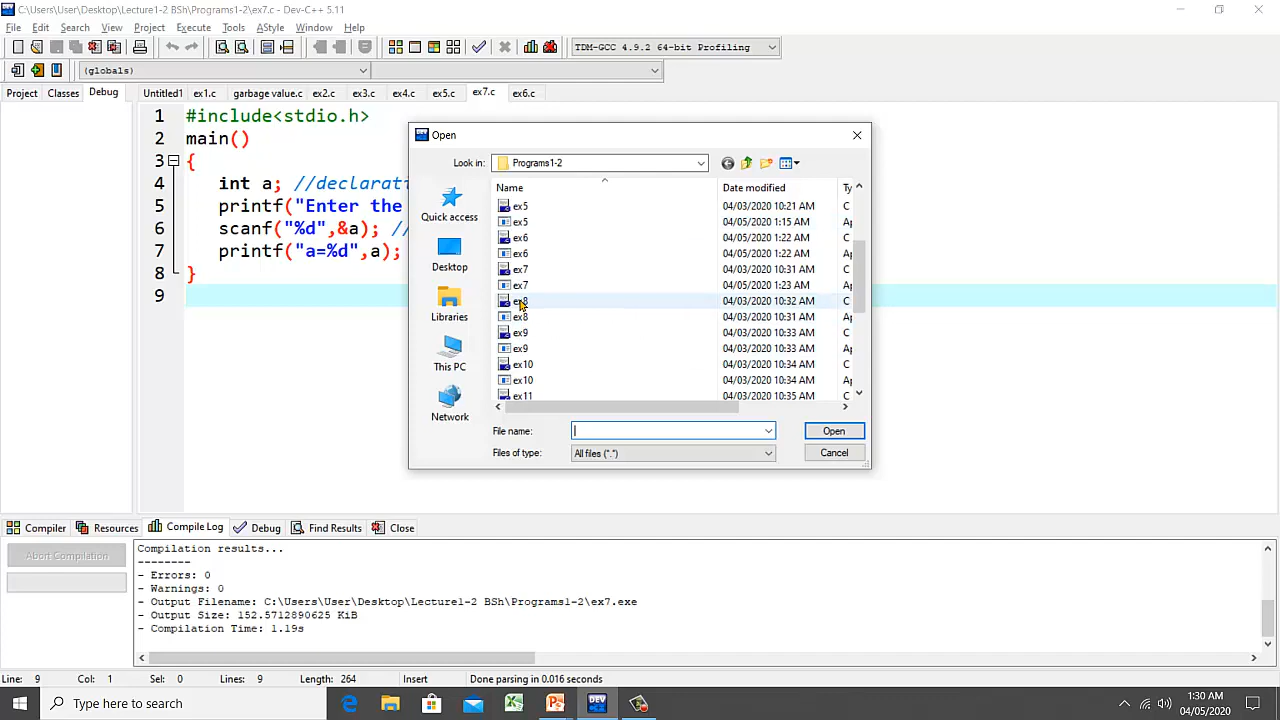 C:\Users\User\Desktop\Lecture1-2 BSh\Programs1-2\ex7.c - Dev-C++ 5.11
File Edit Search View Project Execute Tools AStyle Window Help
TDM-GCC 4.9.2 64-bit Profiling
(globals)
Project Classes Debug Untitled1 ex1.c garbage value.c ex2.c ex3.c ex4.c ex5.c ex7.c ex6.c
1 #include<stdio.h>
2 main()
3 {
4 int a; //declarati
5 printf("Enter the
6 scanf("%d",&a); //
7 printf("a=%d",a);
8 }
9
Open
Look in: Programs1-2
Name Date modified Ty
ex5 04/03/2020 10:21 AM C
ex5 04/05/2020 1:15 AM Ap
ex6 04/05/2020 1:22 AM C
ex6 04/05/2020 1:22 AM Ap
ex7 04/03/2020 10:31 AM C
ex7 04/05/2020 1:23 AM Ap
ex8 04/03/2020 10:32 AM C
ex8 04/03/2020 10:31 AM Ap
ex9 04/03/2020 10:33 AM C
ex9 04/03/2020 10:33 AM Ap
ex10 04/03/2020 10:34 AM C
ex10 04/03/2020 10:34 AM Ap
ex11 04/03/2020 10:35 AM C
Quick access
Desktop
Libraries
This PC
Network
File name: Open
Files of type: All files (*.*) Cancel
Compiler Resources Compile Log Debug Find Results Close
Abort Compilation
Compilation results...
--------
- Errors: 0
- Warnings: 0
- Output Filename: C:\Users\User\Desktop\Lecture1-2 BSh\Programs1-2\ex7.exe
- Output Size: 152.5712890625 KiB
- Compilation Time: 1.19s
Line: 9 Col: 1 Sel: 0 Lines: 9 Length: 264 Insert Done parsing in 0.016 seconds
Type here to search
1:30 AM
04/05/2020